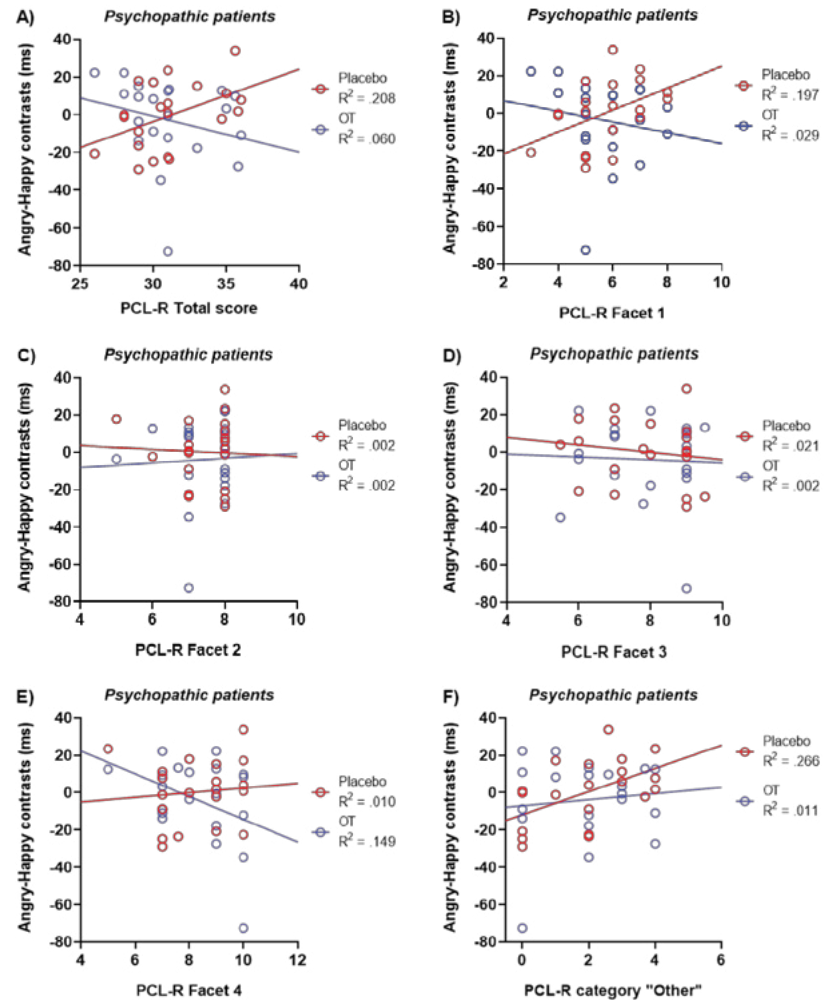 A)
Psychopathic patients
Angry-Happy contrasts (ms)
40
20
0
-20
-40
-60
-80
25
30
35
40
PCL-R Total score
Placebo
R² = .208
OT
R² = .060
B)
Psychopathic patients
Angry-Happy contrasts (ms)
40
20
0
-20
-40
-60
-80
2
4
6
8
10
PCL-R Facet 1
Placebo
R² = .197
OT
R² = .029
C)
Psychopathic patients
Angry-Happy contrasts (ms)
40
20
0
-20
-40
-60
-80
4
6
8
10
PCL-R Facet 2
Placebo
R² = .002
OT
R² = .002
D)
Psychopathic patients
Angry-Happy contrasts (ms)
40
20
0
-20
-40
-60
-80
4
6
8
10
PCL-R Facet 3
Placebo
R² = .021
OT
R² = .002
E)
Psychopathic patients
Angry-Happy contrasts (ms)
40
20
0
-20
-40
-60
-80
4
6
8
10
12
PCL-R Facet 4
Placebo
R² = .010
OT
R² = .149
F)
Psychopathic patients
Angry-Happy contrasts (ms)
40
20
0
-20
-40
-60
-80
0
2
4
6
PCL-R category "Other"
Placebo
R² = .266
OT
R² = .011